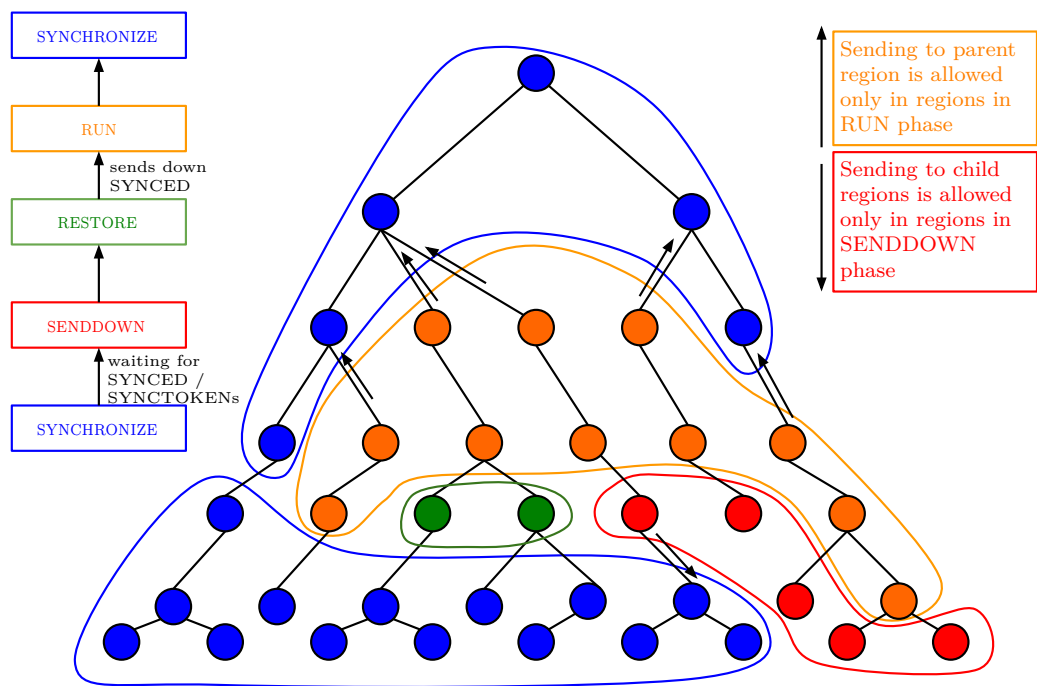 SYNCHRONIZE
RUN
sends down
SYNCED
RESTORE
SENDDOWN
waiting for
SYNCED /
SYNCTOKENs
SYNCHRONIZE
Sending to parent
region is allowed
only in regions in
RUN phase
Sending to child
regions is allowed
only in regions in
SENDDOWN
phase